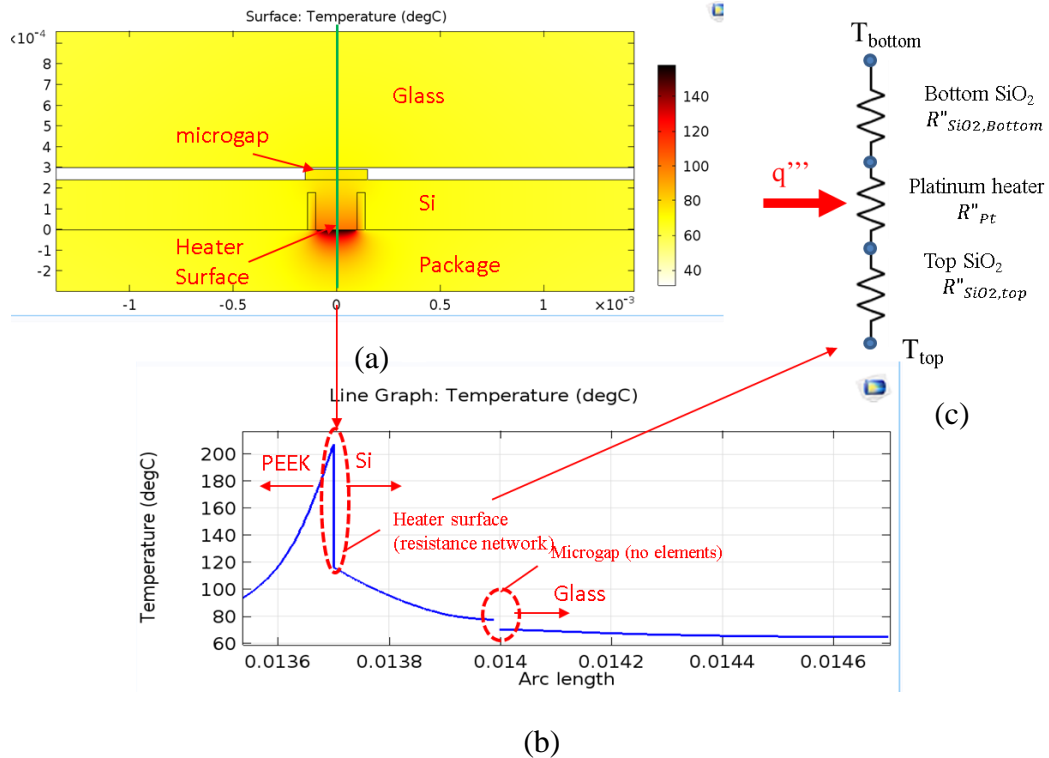 Surface: Temperature (degC)
×10⁻⁴
8
6
4
3
2
1
0
-1
-2
-1
-0.5
0
0.5
1
×10⁻³
Glass
microgap
Si
Heater
Surface
Package
140
120
100
80
60
40
(a)
q'''
T_bottom
Bottom SiO₂
R"_SiO2,Bottom
Platinum heater
R"_Pt
Top SiO₂
R"_SiO2,top
T_top
(c)
Line Graph: Temperature (degC)
Temperature (degC)
200
180
160
140
120
100
80
60
PEEK
Si
Heater surface
(resistance network)
Microgap (no elements)
Glass
0.0136
0.0138
0.014
0.0142
0.0144
0.0146
Arc length
(b)